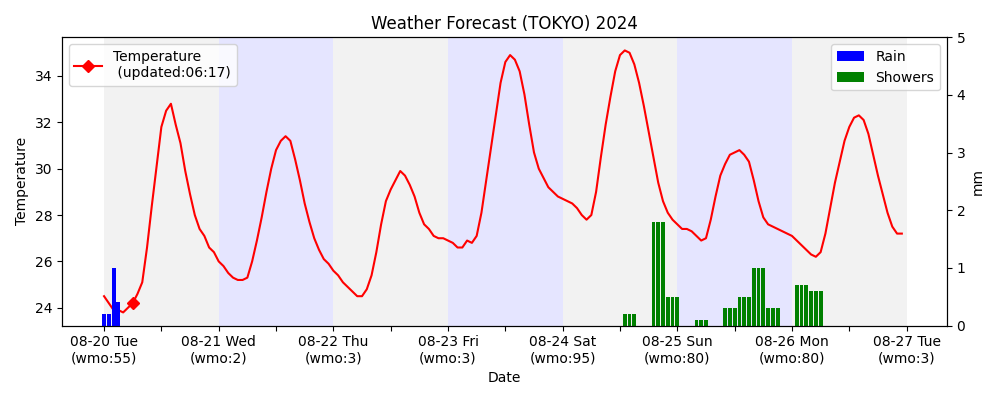 Weather Forecast (TOKYO) 2024
Temperature
(updated:06:17)
Rain
Showers
34
32
30
28
26
24
Temperature
5
4
3
2
1
0
mm
08-20 Tue
(wmo:55)
08-21 Wed
(wmo:2)
08-22 Thu
(wmo:3)
08-23 Fri
(wmo:3)
08-24 Sat
(wmo:95)
08-25 Sun
(wmo:80)
08-26 Mon
(wmo:80)
08-27 Tue
(wmo:3)
Date